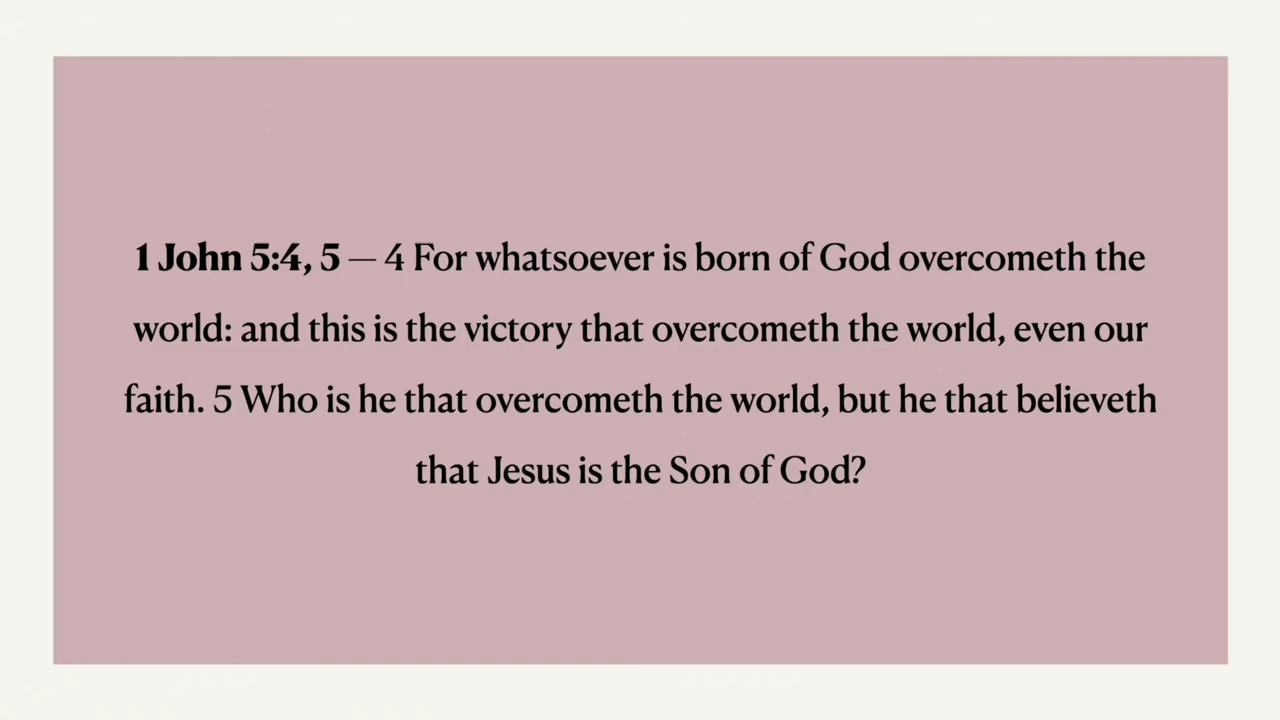 1 John 5:4, 5 — 4 For whatsoever is born of God overcometh the
world: and this is the victory that overcometh the world, even our
faith. 5 Who is he that overcometh the world, but he that believeth
that Jesus is the Son of God?